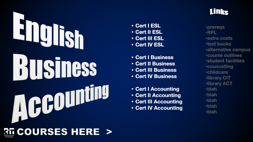 English
Business
Accounting
COURSES HERE >
• Cert I ESL
• Cert II ESL
• Cert III ESL
• Cert IV ESL
• Cert I Business
• Cert II Business
• Cert III Business
• Cert IV Business
• Cert I Accounting
• Cert II Accounting
• Cert III Accounting
• Cert IV Accounting
Links
-prereqs
-RPL
-extra costs
-text books
-alternative campus
-course outlines
-student facilities
-counselling
-childcare
-library CIT
-library ACT
-blah
-blah
-blah
-blah
-blah